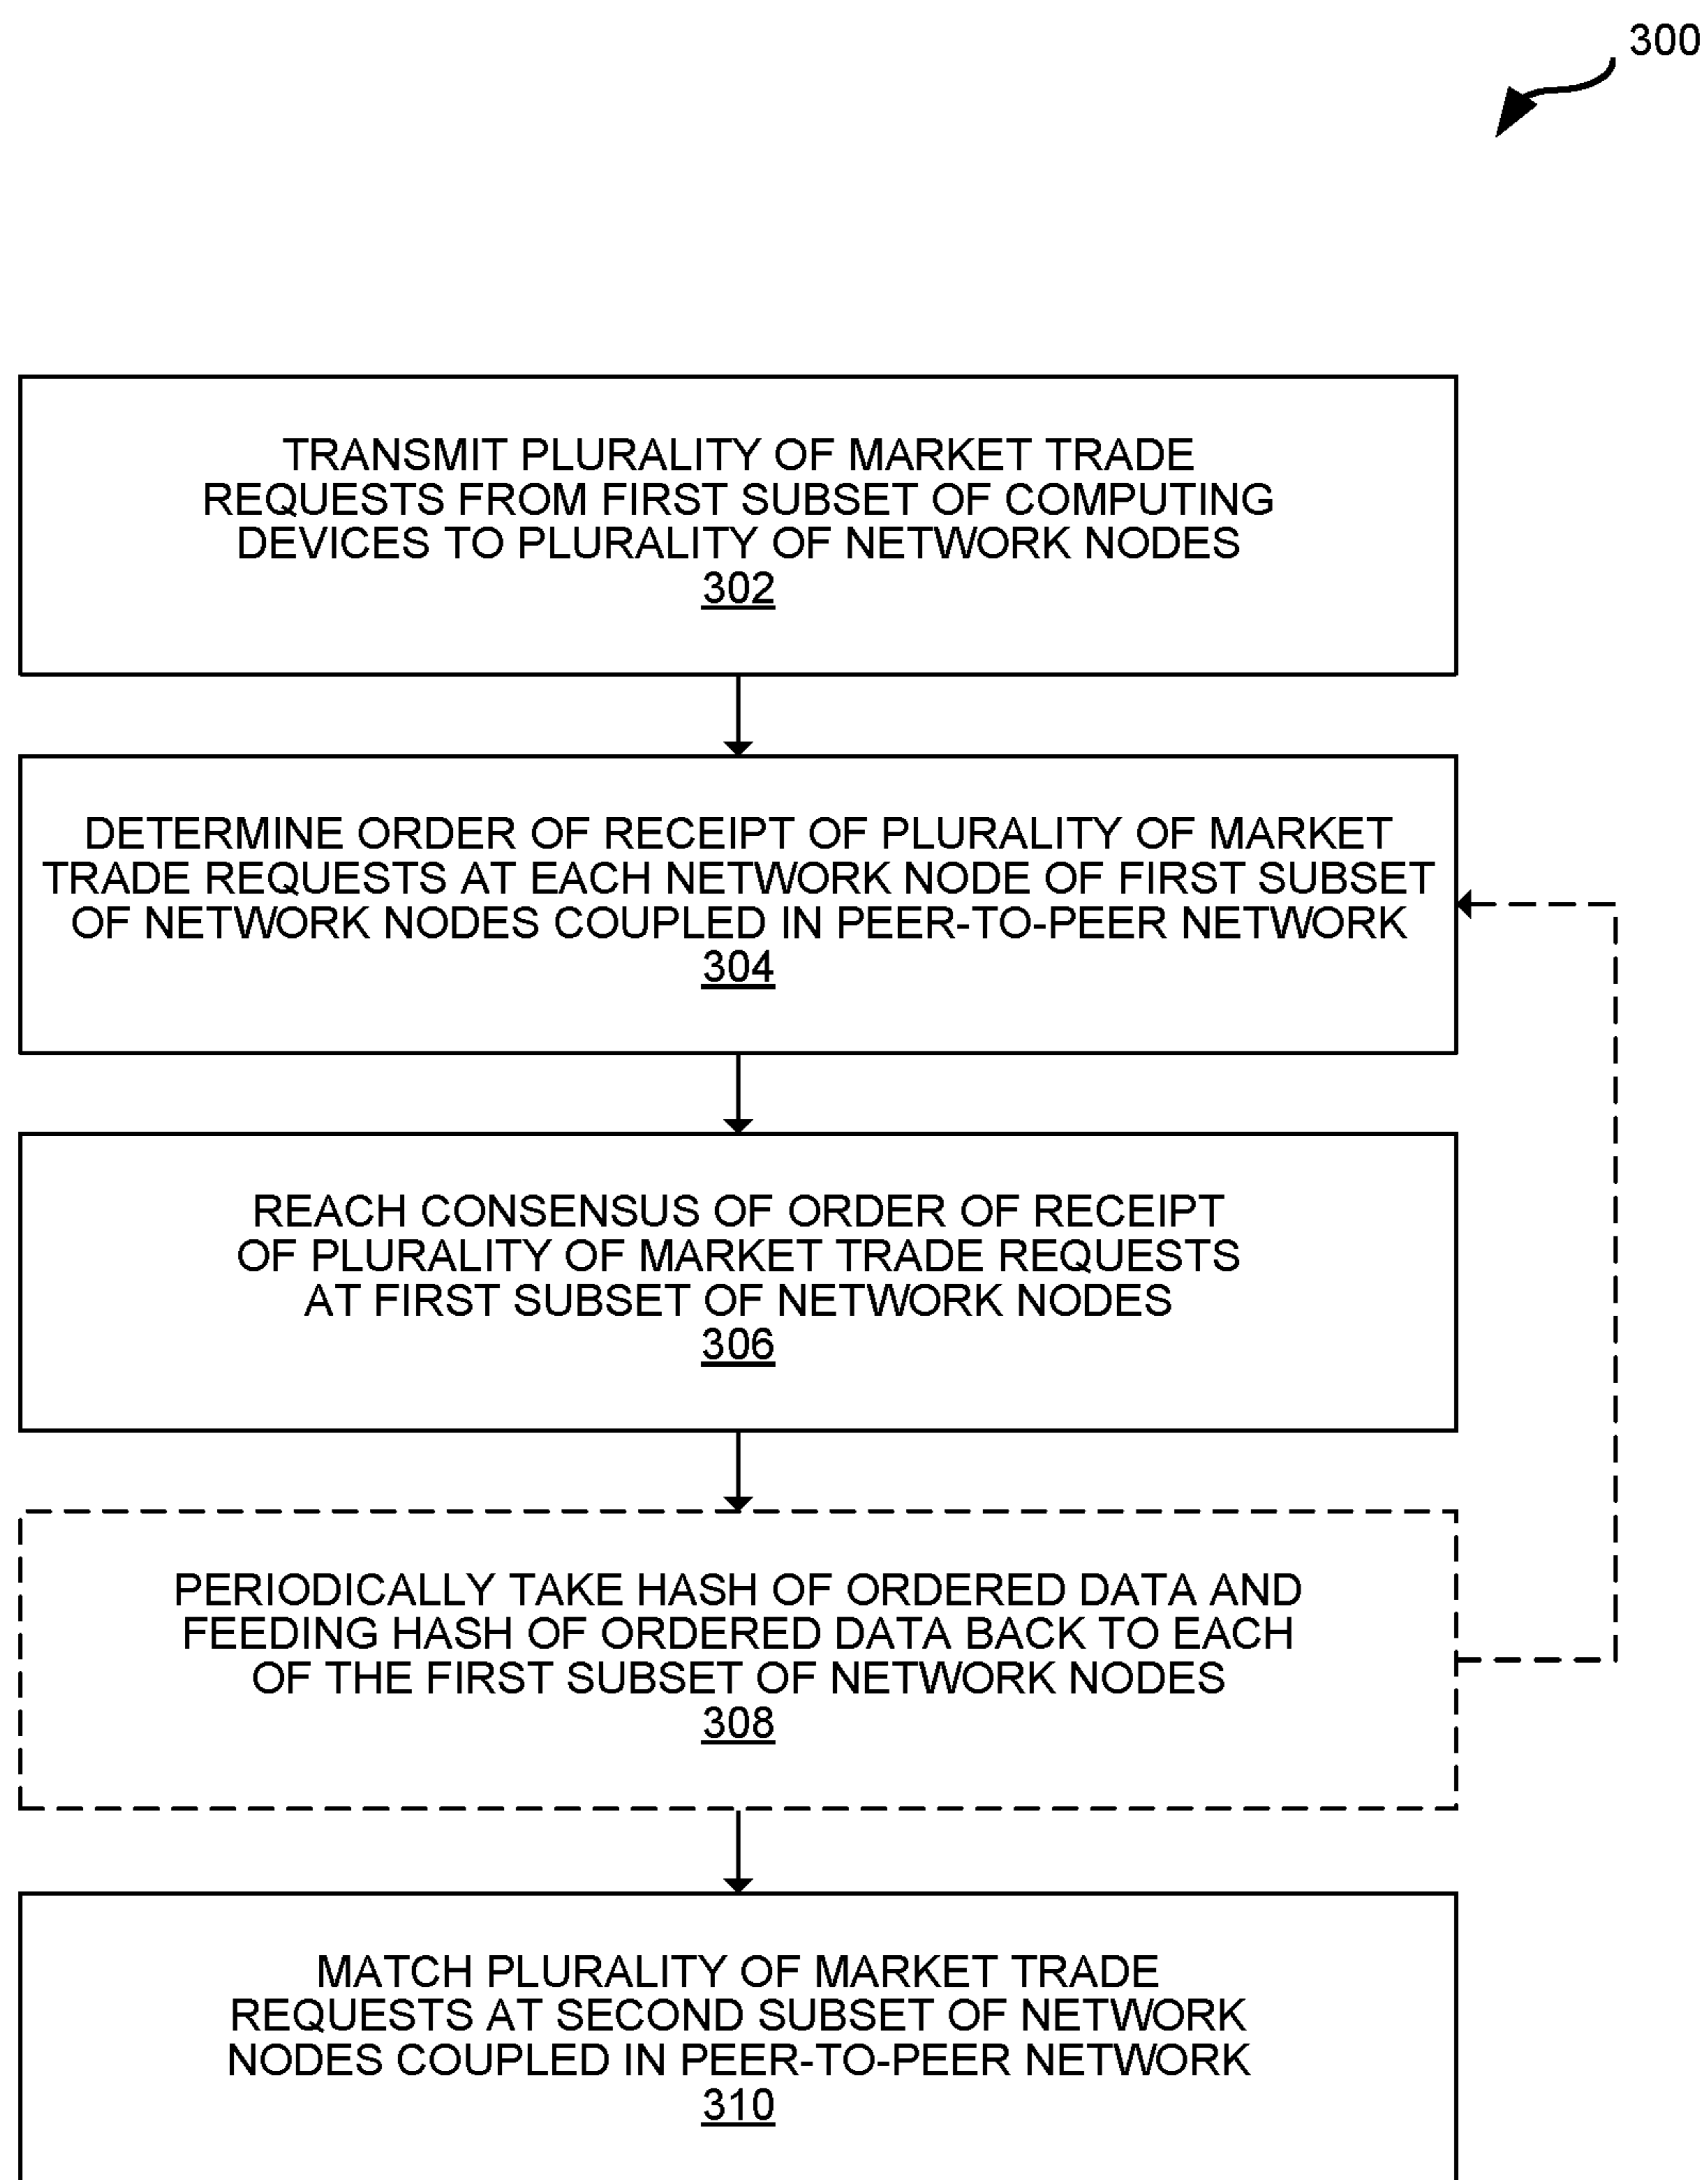 300
TRANSMIT PLURALITY OF MARKET TRADE
REQUESTS FROM FIRST SUBSET OF COMPUTING
DEVICES TO PLURALITY OF NETWORK NODES
302
DETERMINE ORDER OF RECEIPT OF PLURALITY OF MARKET
TRADE REQUESTS AT EACH NETWORK NODE OF FIRST SUBSET
OF NETWORK NODES COUPLED IN PEER-TO-PEER NETWORK
304
REACH CONSENSUS OF ORDER OF RECEIPT
OF PLURALITY OF MARKET TRADE REQUESTS
AT FIRST SUBSET OF NETWORK NODES
306
PERIODICALLY TAKE HASH OF ORDERED DATA AND
FEEDING HASH OF ORDERED DATA BACK TO EACH
OF THE FIRST SUBSET OF NETWORK NODES
308
MATCH PLURALITY OF MARKET TRADE
REQUESTS AT SECOND SUBSET OF NETWORK
NODES COUPLED IN PEER-TO-PEER NETWORK
310